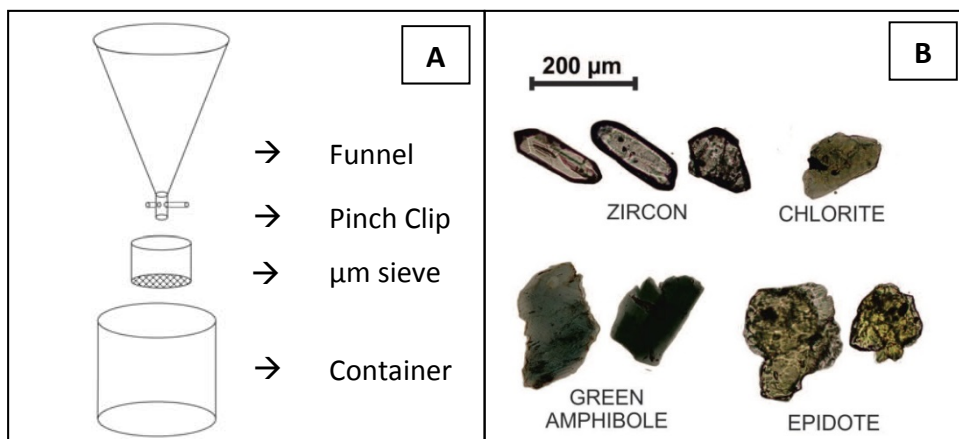 A
→ Funnel
→ Pinch Clip
→ µm sieve
→ Container
B
200 µm
ZIRCON
CHLORITE
GREEN
AMPHIBOLE
EPIDOTE